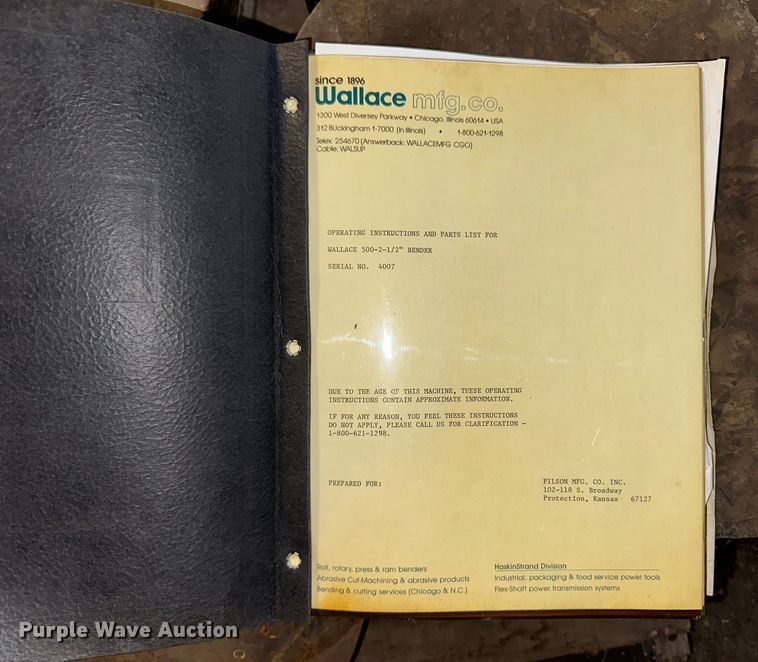 since 1896
Wallace mfg.co.
1300 West Diversey Parkway • Chicago, Illinois 60614 • USA
312 BUckingham 1-7000 (in Illinois) • 1-800-621-1298
Telex: 254670 (Answerback: WALLACEMFG CGO)
Cable: WALSUP
OPERATING INSTRUCTIONS AND PARTS LIST FOR
WALLACE 500-2-1/2" BENDER
SERIAL NO. 4007
DUE TO THE AGE OF THIS MACHINE, THESE OPERATING
INSTRUCTIONS CONTAIN APPROXIMATE INFORMATION.
IF FOR ANY REASON, YOU FEEL THESE INSTRUCTIONS
DO NOT APPLY, PLEASE CALL US FOR CLARIFICATION -
1-800-621-1298.
PREPARED FOR:
FILSON MFG. CO. INC.
102-118 S. Broadway
Protection, Kansas 67127
Roll, rotary, press & ram benders
Abrasive Cut-Machining & abrasive products
Bending & cutting services (Chicago & N.C.)
HaskinStrand Division
Industrial, packaging & food service power tools
Flex-Shaft power transmission systems
Purple Wave Auction